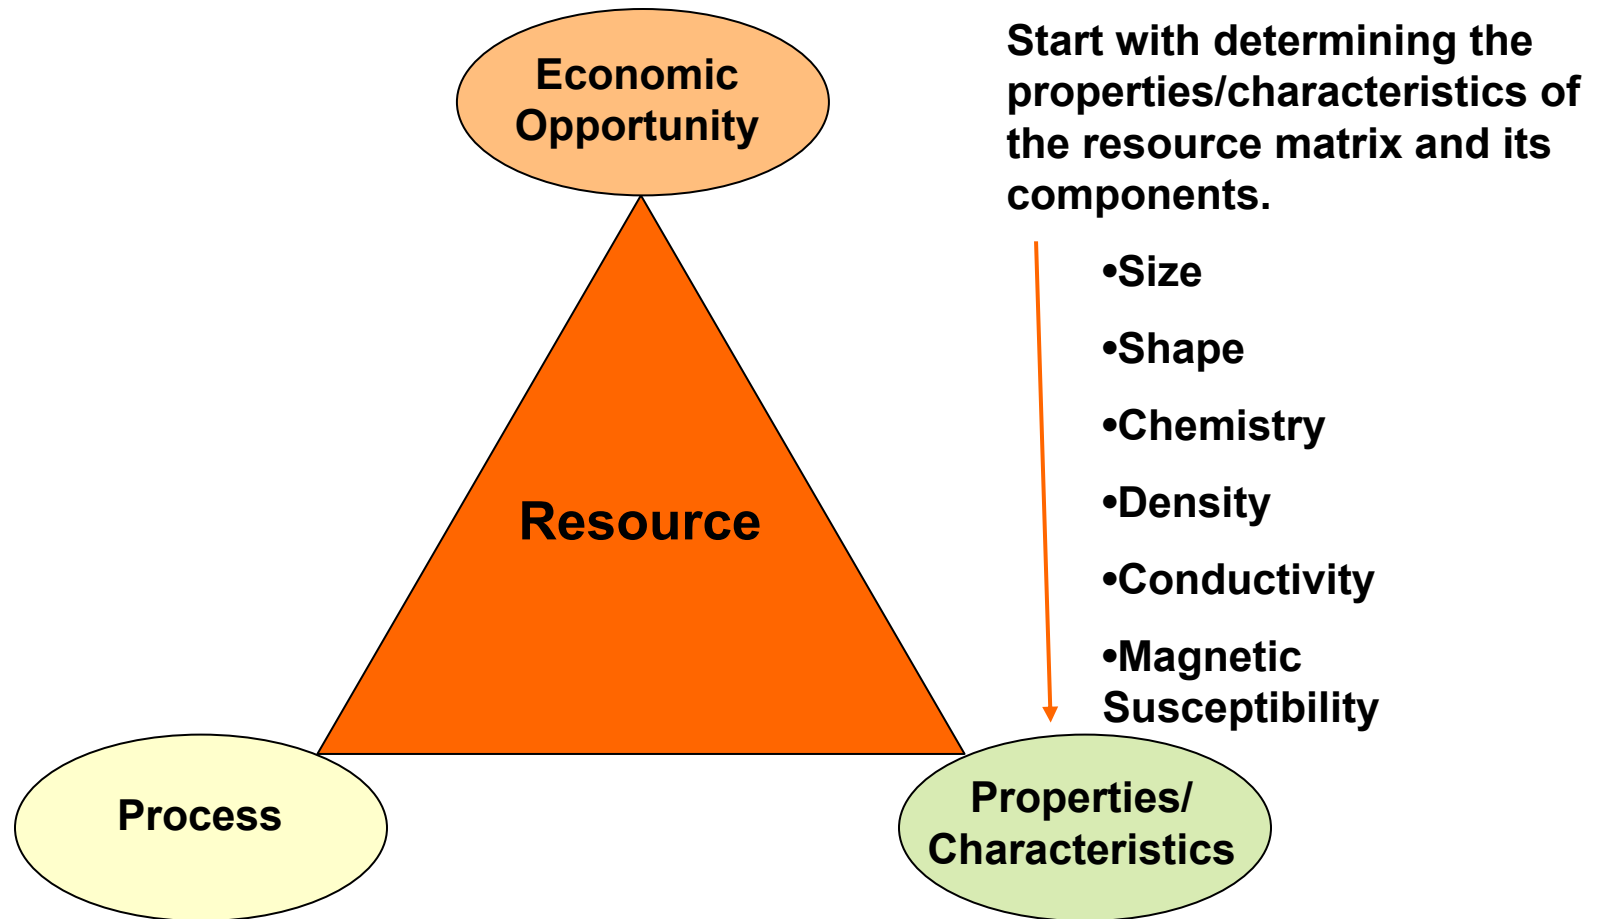 Economic
Opportunity
Start with determining the
properties/characteristics of
the resource matrix and its
components.
•Size
•Shape
•Chemistry
•Density
•Conductivity
•Magnetic
Susceptibility
Resource
Process
Properties/
Characteristics